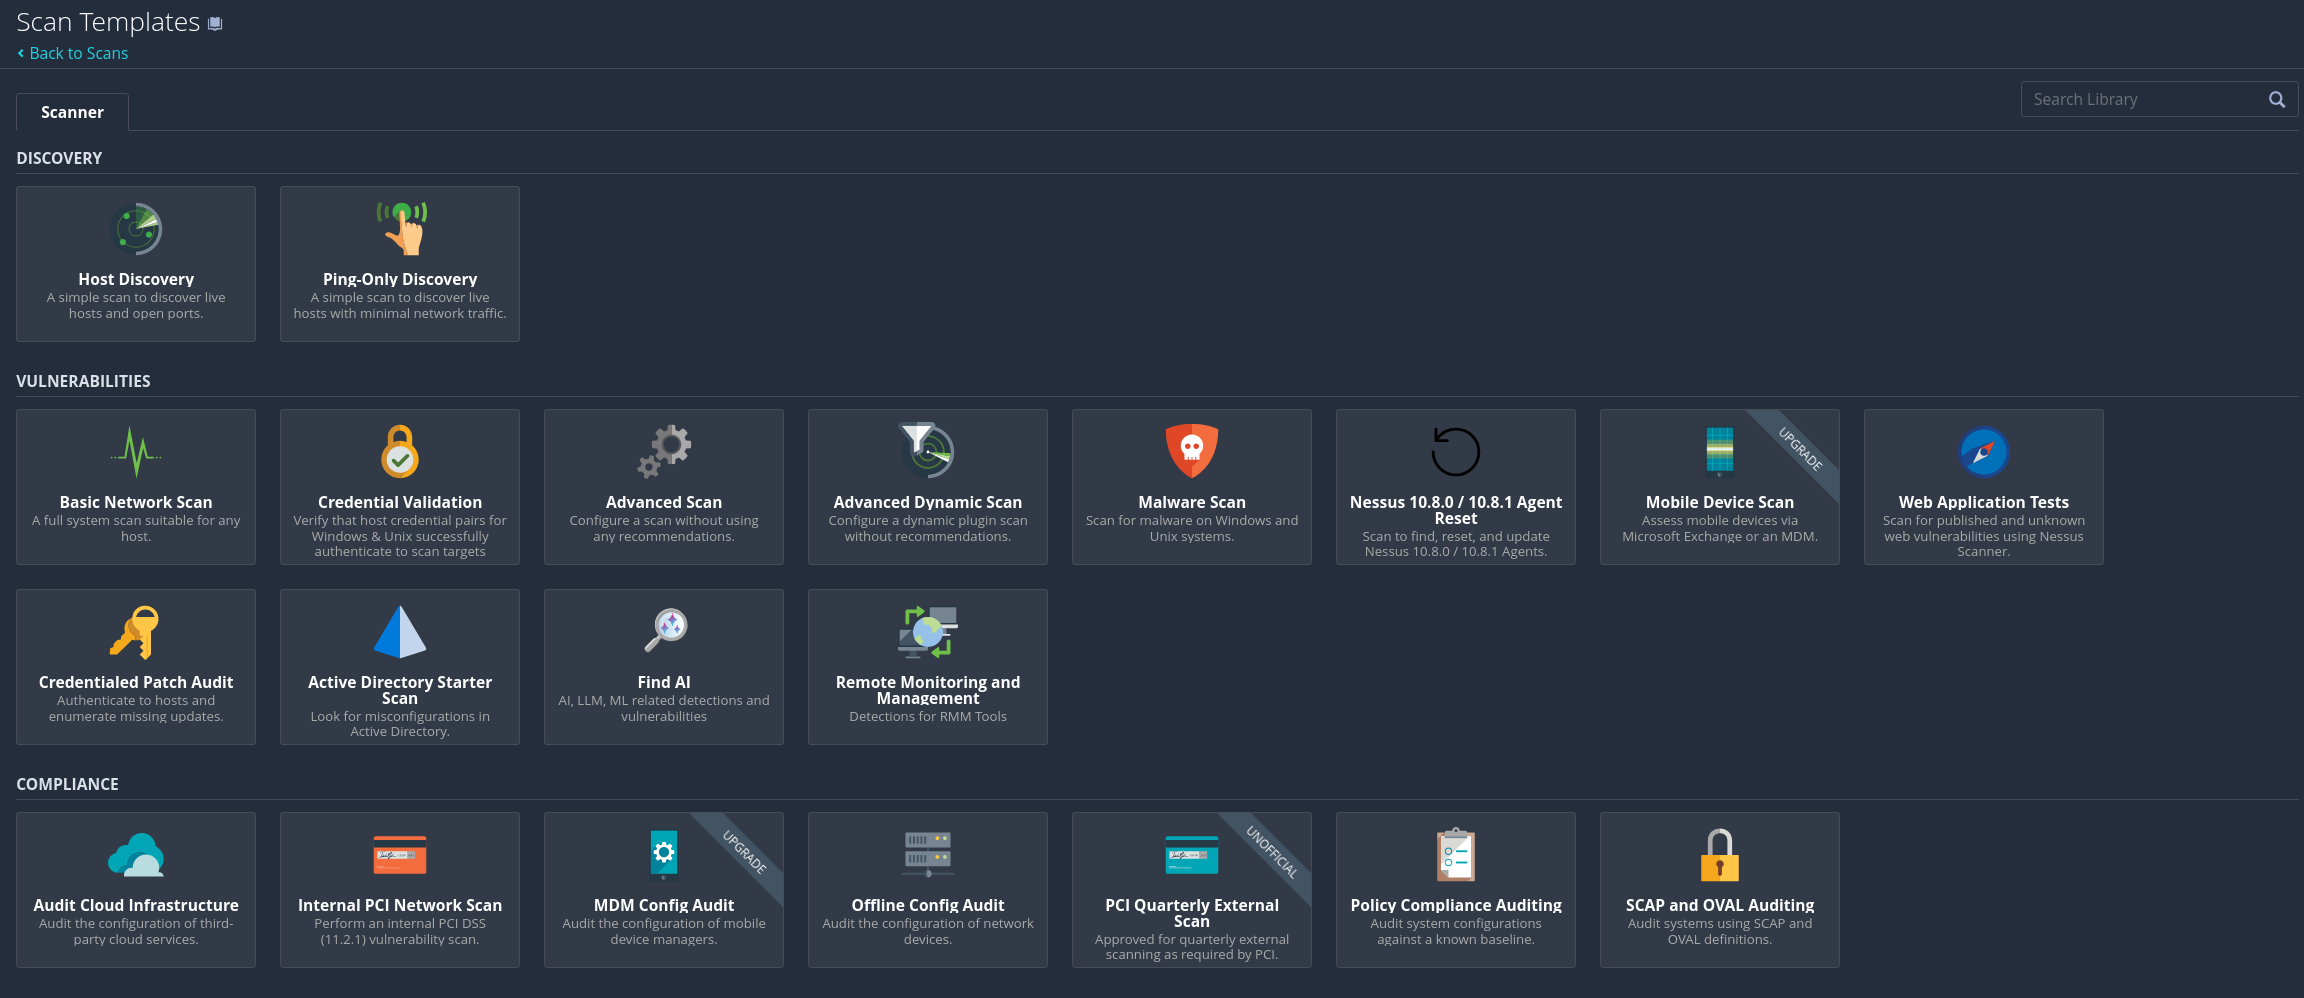 Scan Templates
Back to Scans
Scanner
Search Library
DISCOVERY
Host Discovery
A simple scan to discover live
hosts and open ports.
Ping-Only Discovery
A simple scan to discover live
hosts with minimal network traffic.
VULNERABILITIES
Basic Network Scan
A full system scan suitable for any
host.
Credential Validation
Verify that host credential pairs for
Windows & Unix successfully
authenticate to scan targets
Advanced Scan
Configure a scan without using
any recommendations.
Advanced Dynamic Scan
Configure a dynamic plugin scan
without recommendations.
Malware Scan
Scan for malware on Windows and
Unix systems.
Nessus 10.8.0 / 10.8.1 Agent
Reset
Scan to find, reset, and update
Nessus 10.8.0 / 10.8.1 Agents.
UPGRADE
Mobile Device Scan
Assess mobile devices via
Microsoft Exchange or an MDM.
Web Application Tests
Scan for published and unknown
web vulnerabilities using Nessus
Scanner.
Credentialed Patch Audit
Authenticate to hosts and
enumerate missing updates.
Active Directory Starter
Scan
Look for misconfigurations in
Active Directory.
Find AI
AI, LLM, ML related detections and
vulnerabilities
Remote Monitoring and
Management
Detections for RMM Tools
COMPLIANCE
Audit Cloud Infrastructure
Audit the configuration of third-
party cloud services.
Internal PCI Network Scan
Perform an internal PCI DSS
(11.2.1) vulnerability scan.
UPGRADE
MDM Config Audit
Audit the configuration of mobile
device managers.
Offline Config Audit
Audit the configuration of network
devices.
UNOFFICIAL
PCI Quarterly External
Scan
Approved for quarterly external
scanning as required by PCI.
Policy Compliance Auditing
Audit system configurations
against a known baseline.
SCAP and OVAL Auditing
Audit systems using SCAP and
OVAL definitions.